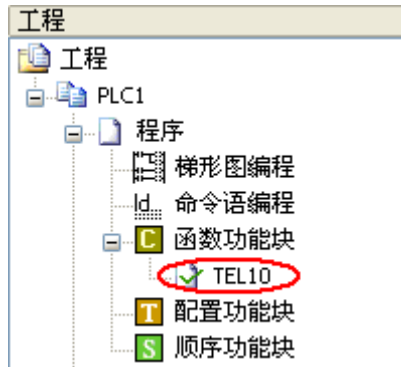 工程
工程
PLC1
程序
梯形图编程
ld... 命令语编程
C 函数功能块
TEL10
T 配置功能块
S 顺序功能块